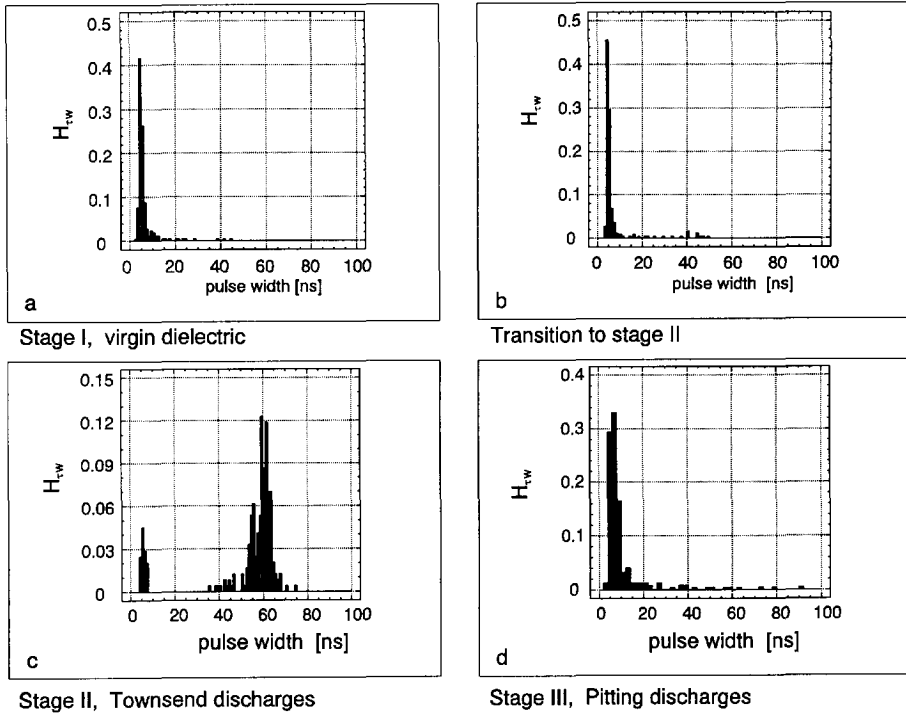 0.5
0.4
0.3
0.2
0.1
0
H_τw
0 20 40 60 80 100
pulse width [ns]
a
Stage I, virgin dielectric
0.5
0.4
0.3
0.2
0.1
0
H_τw
0 20 40 60 80 100
pulse width [ns]
b
Transition to stage II
0.15
0.12
0.09
0.06
0.03
0
H_τw
0 20 40 60 80 100
pulse width [ns]
c
Stage II, Townsend discharges
0.4
0.3
0.2
0.1
0
H_τw
0 20 40 60 80 100
pulse width [ns]
d
Stage III, Pitting discharges